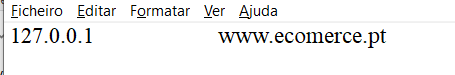 Ficheiro Editar Formatar Ver Ajuda
127.0.0.1 www.ecomerce.pt